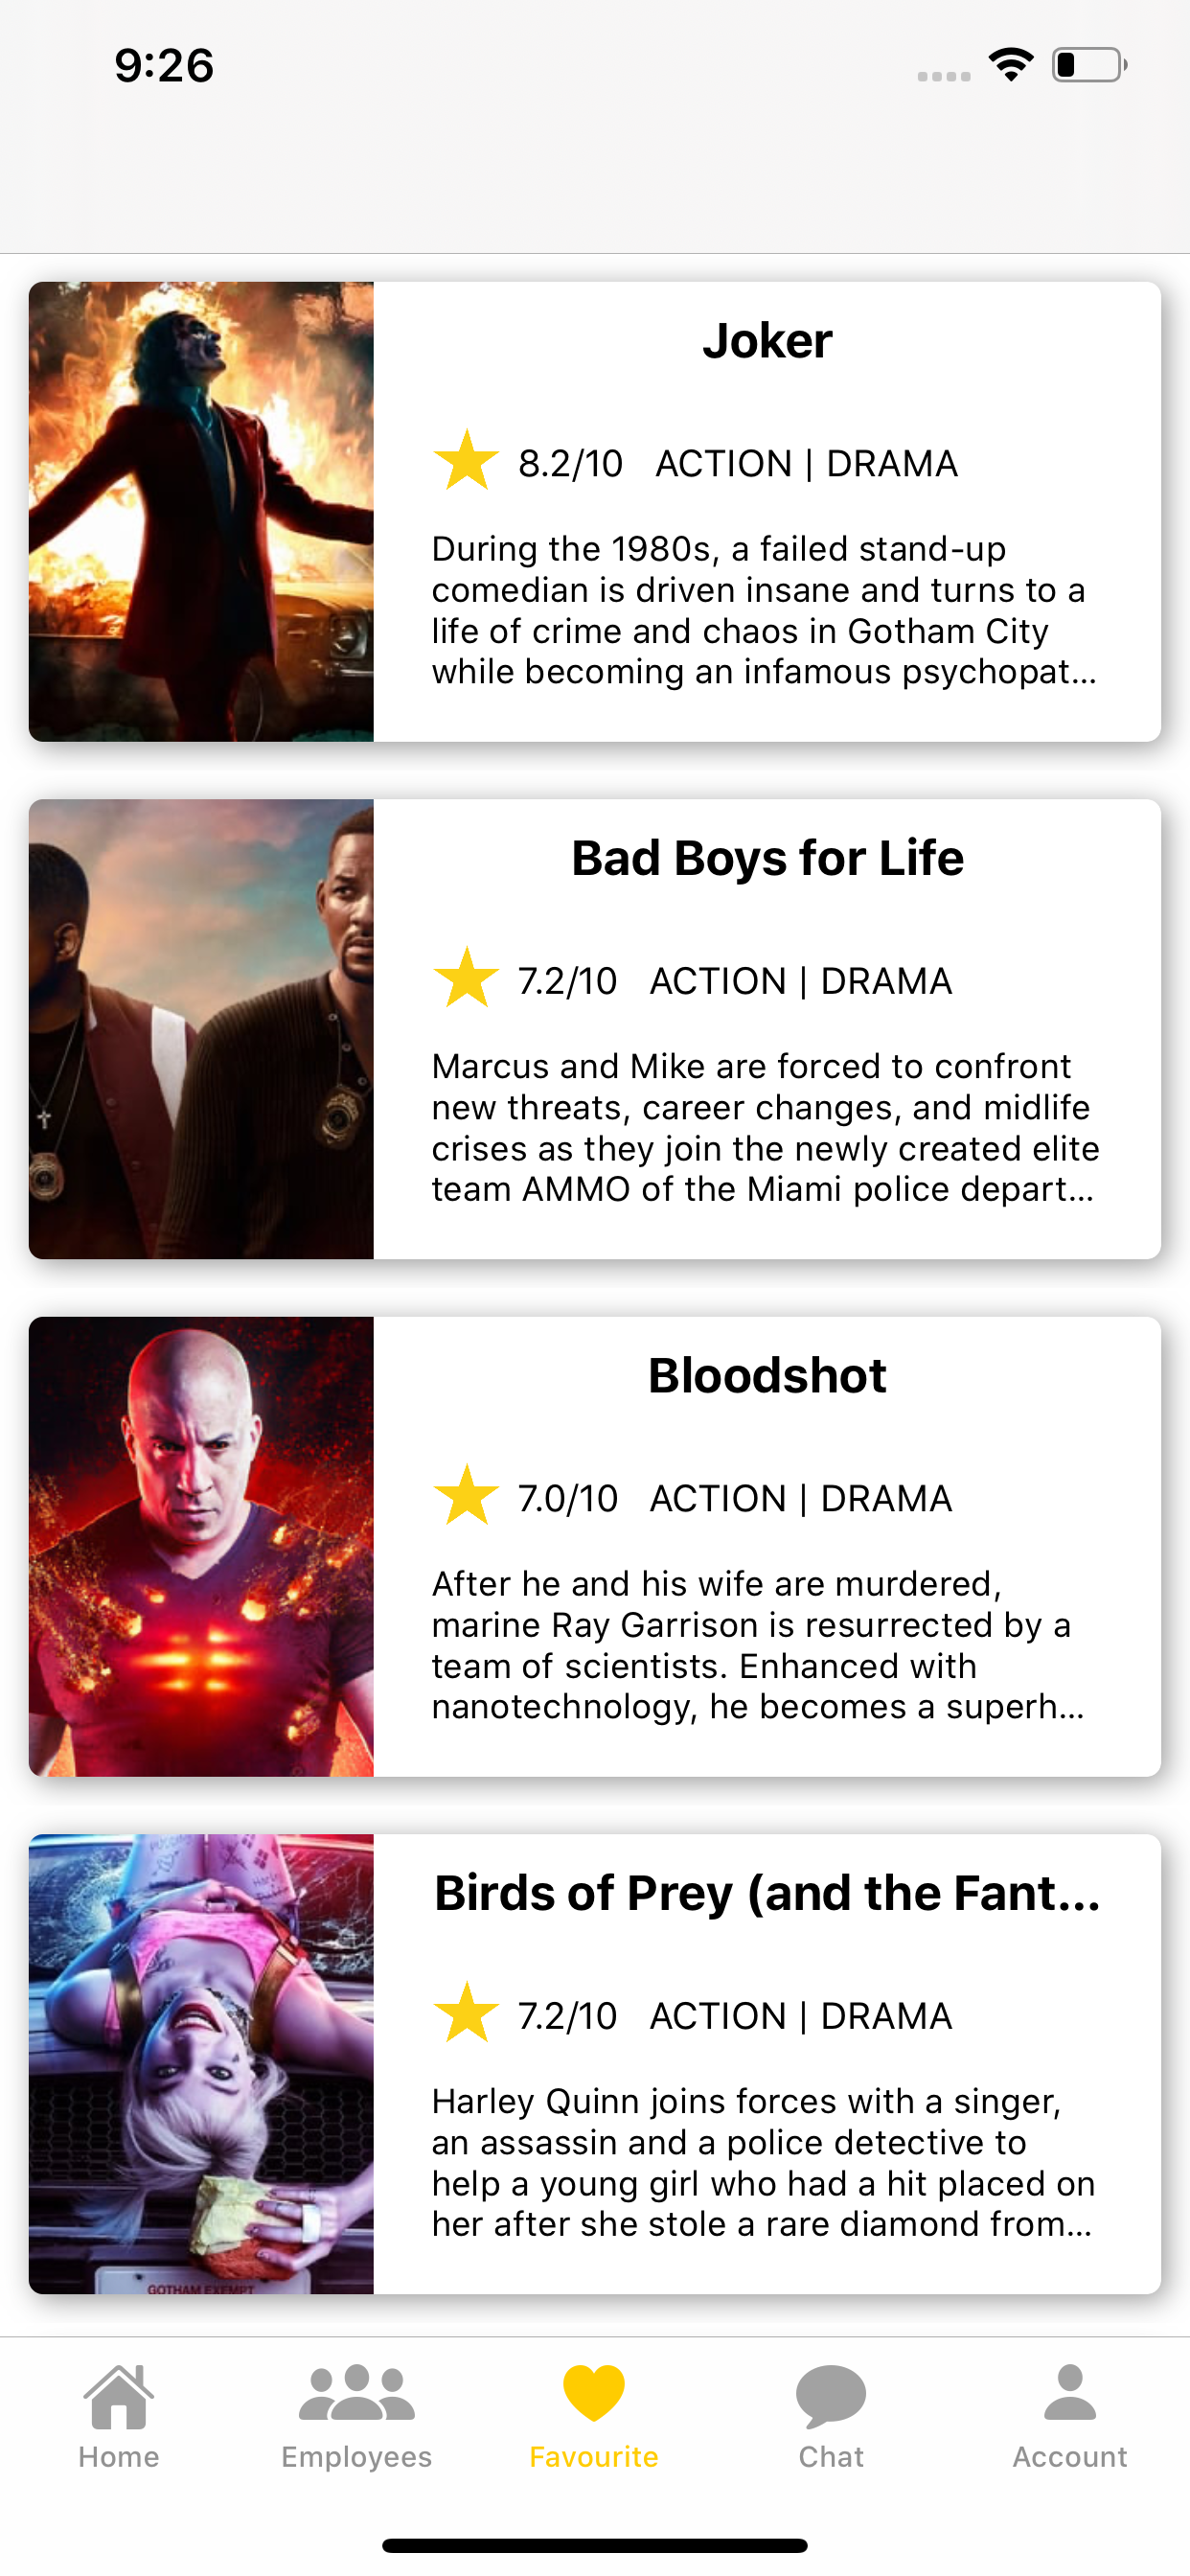 9:26
Joker
8.2/10 ACTION | DRAMA
During the 1980s, a failed stand-up
comedian is driven insane and turns to a
life of crime and chaos in Gotham City
while becoming an infamous psychopat...
Bad Boys for Life
7.2/10 ACTION | DRAMA
Marcus and Mike are forced to confront
new threats, career changes, and midlife
crises as they join the newly created elite
team AMMO of the Miami police depart...
Bloodshot
7.0/10 ACTION | DRAMA
After he and his wife are murdered,
marine Ray Garrison is resurrected by a
team of scientists. Enhanced with
nanotechnology, he becomes a superh...
Birds of Prey (and the Fant...
7.2/10 ACTION | DRAMA
Harley Quinn joins forces with a singer,
an assassin and a police detective to
help a young girl who had a hit placed on
her after she stole a rare diamond from...
GOTHAM EXEMPT
Home Employees Favourite Chat Account